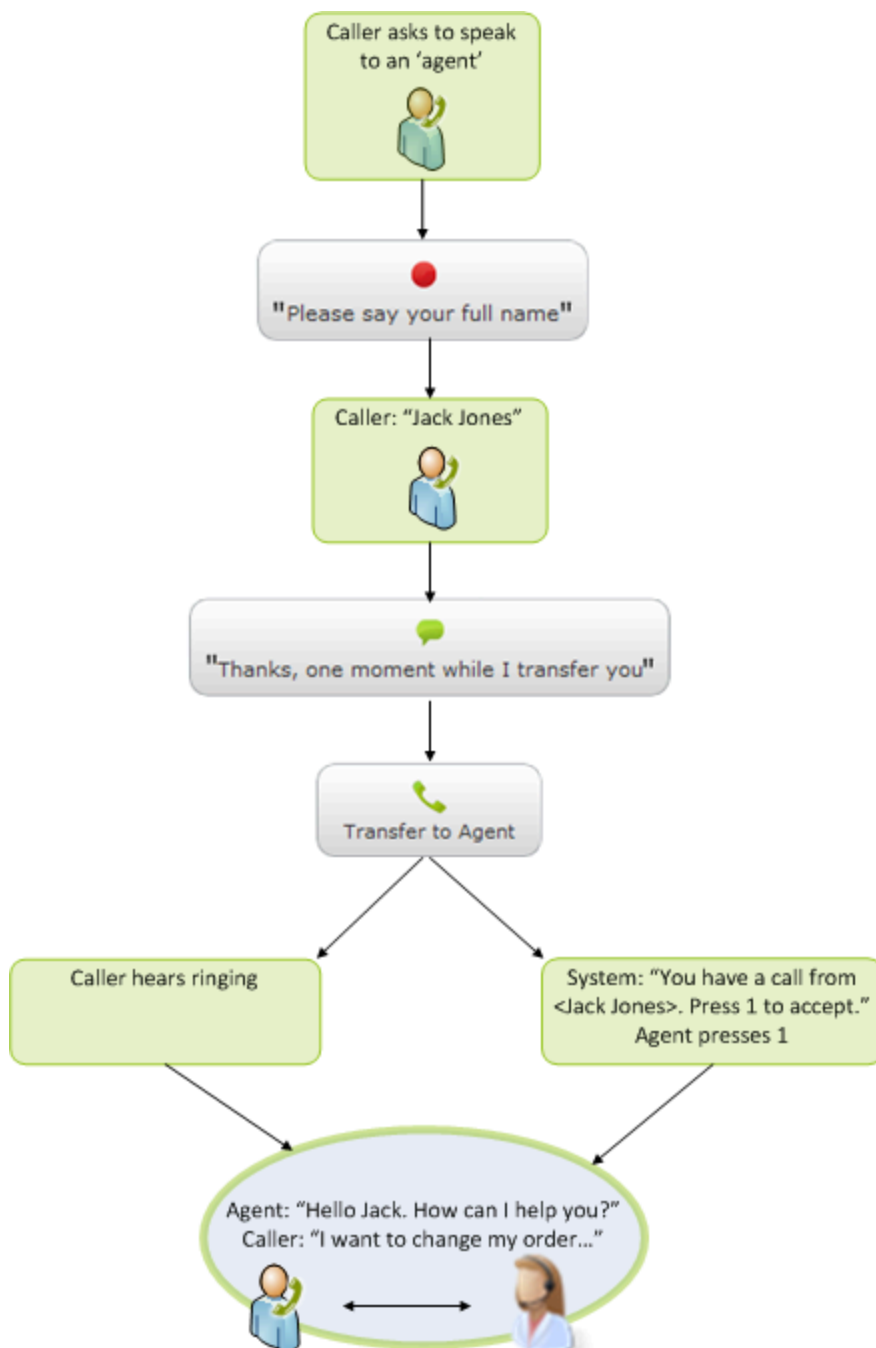 Caller asks to speak
to an ‘agent’
"Please say your full name"
Caller: “Jack Jones”
"Thanks, one moment while I transfer you"
Transfer to Agent
Caller hears ringing
System: “You have a call from
<Jack Jones>. Press 1 to accept.”
Agent presses 1
Agent: “Hello Jack. How can I help you?”
Caller: “I want to change my order…”